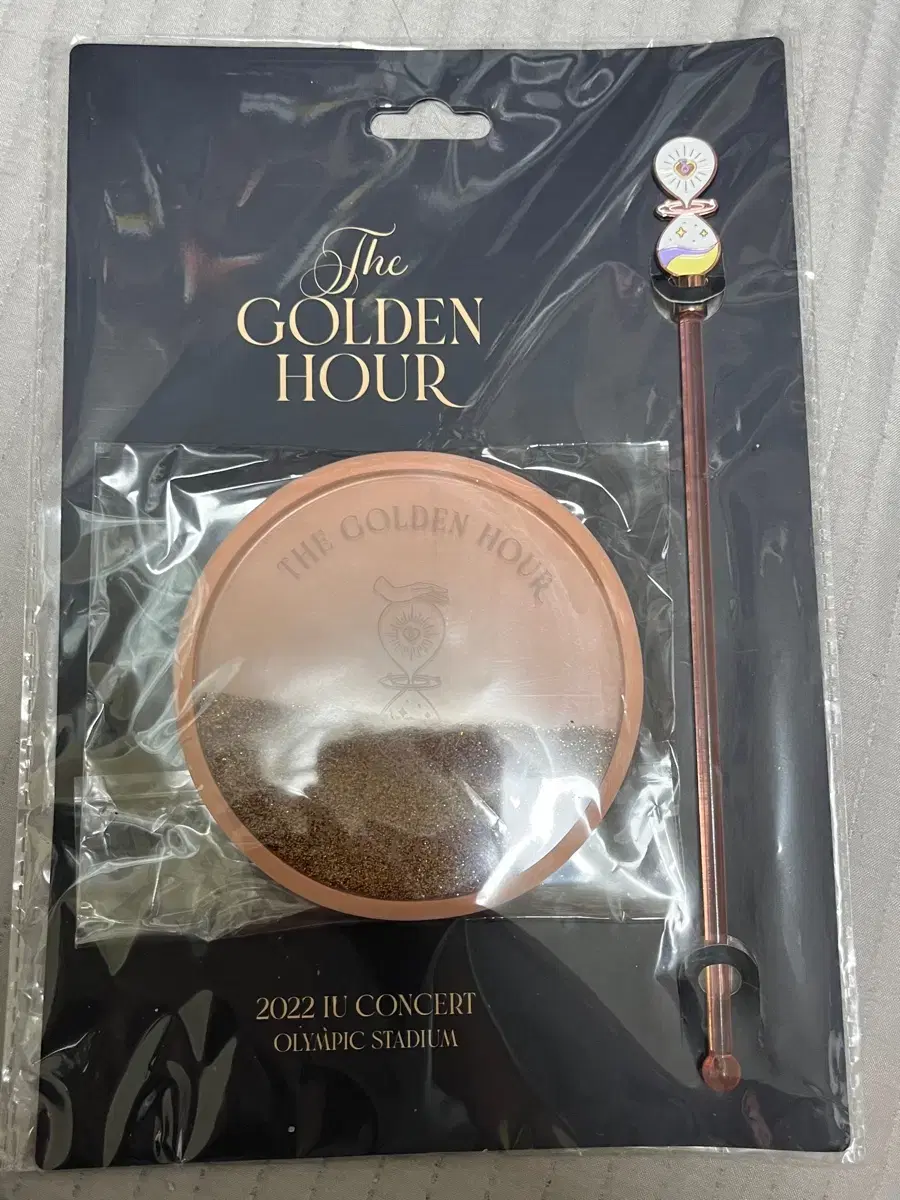 The
GOLDEN
HOUR
THE GOLDEN HOUR
2022 IU CONCERT
OLYMPIC STADIUM